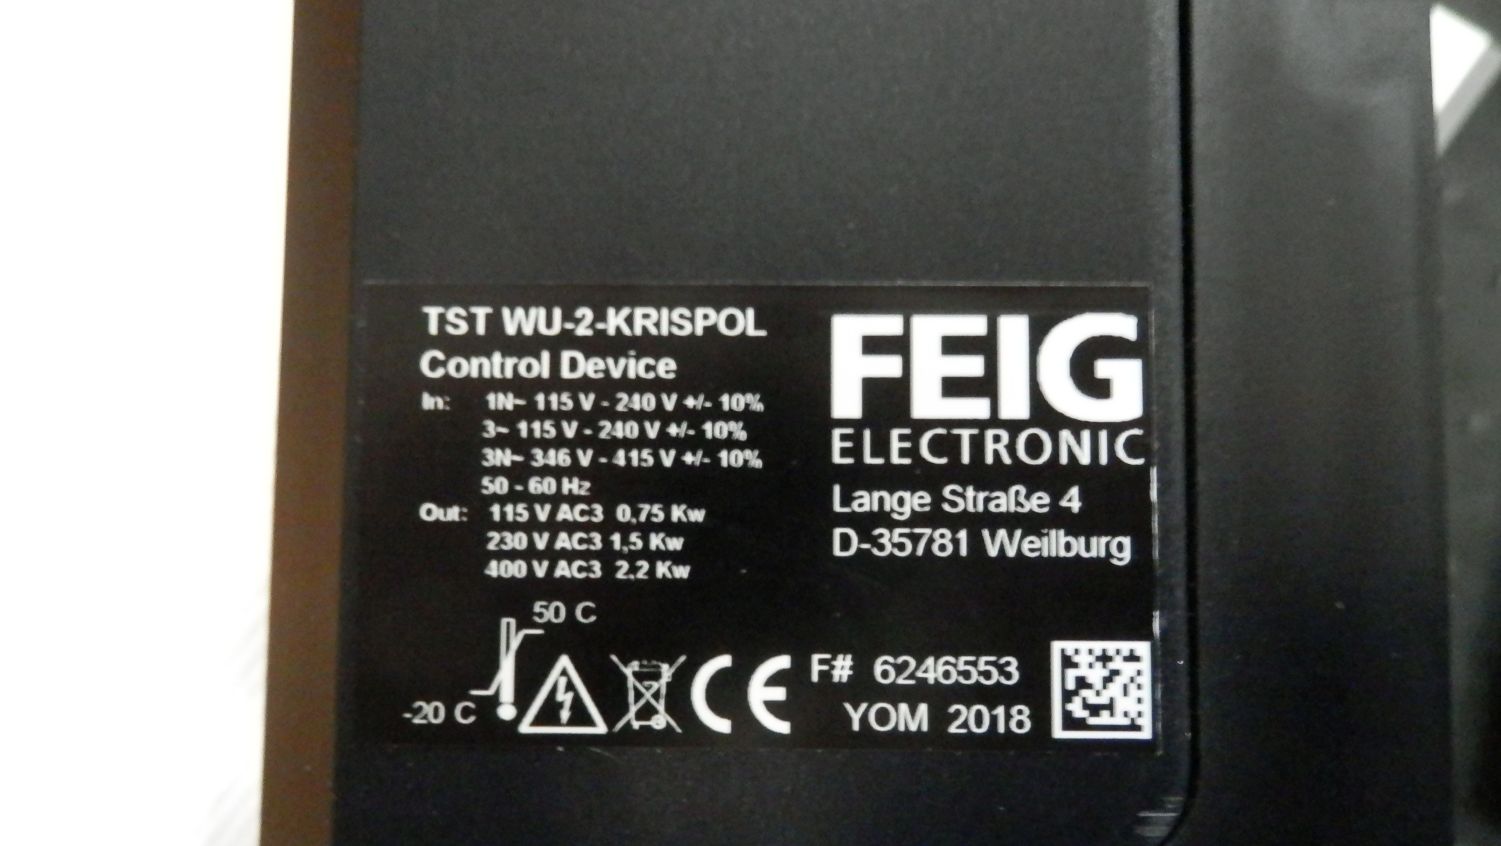 TST WU-2-KRISPOL
Control Device
In: 1N~ 115 V - 240 V +/- 10%
3~ 115 V - 240 V +/- 10%
3N~ 346 V - 415 V +/- 10%
50 - 60 Hz
Out: 115 V AC3 0,75 Kw
230 V AC3 1,5 Kw
400 V AC3 2,2 Kw
50 C
-20 C
CE
FEIG
ELECTRONIC
Lange Straße 4
D-35781 Weilburg
F# 6246553
YOM 2018